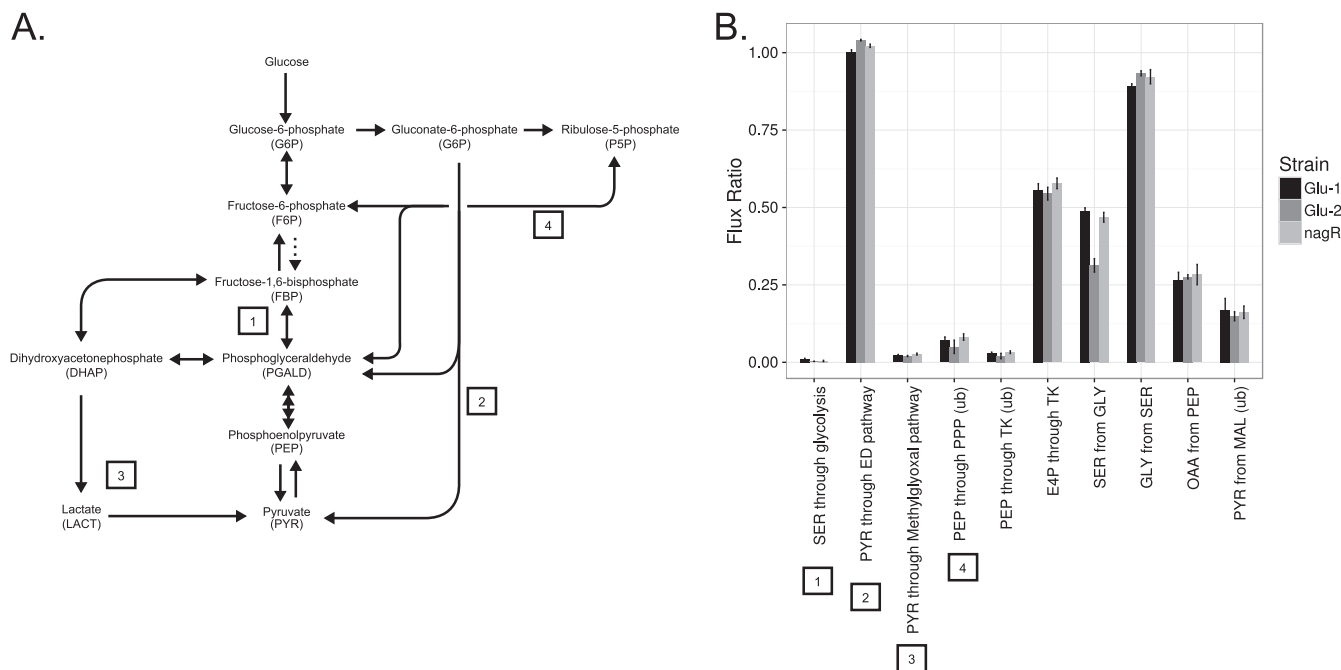 A.
Glucose
Glucose-6-phosphate
(G6P)
Gluconate-6-phosphate
(G6P)
Ribulose-5-phosphate
(P5P)
Fructose-6-phosphate
(F6P)
4
Fructose-1,6-bisphosphate
(FBP)
1
Dihydroxyacetonephosphate
(DHAP)
Phosphoglyceraldehyde
(PGALD)
2
Phosphoenolpyruvate
(PEP)
3
Lactate
(LACT)
Pyruvate
(PYR)
B.
Flux Ratio
1.00
0.75
0.50
0.25
0.00
SER through glycolysis
PYR through ED pathway
PYR through Methylglyoxal pathway
PEP through PPP (ub)
PEP through TK (ub)
E4P through TK
SER from GLY
GLY from SER
OAA from PEP
PYR from MAL (ub)
1
2
3
4
Strain
Glu-1
Glu-2
nagR